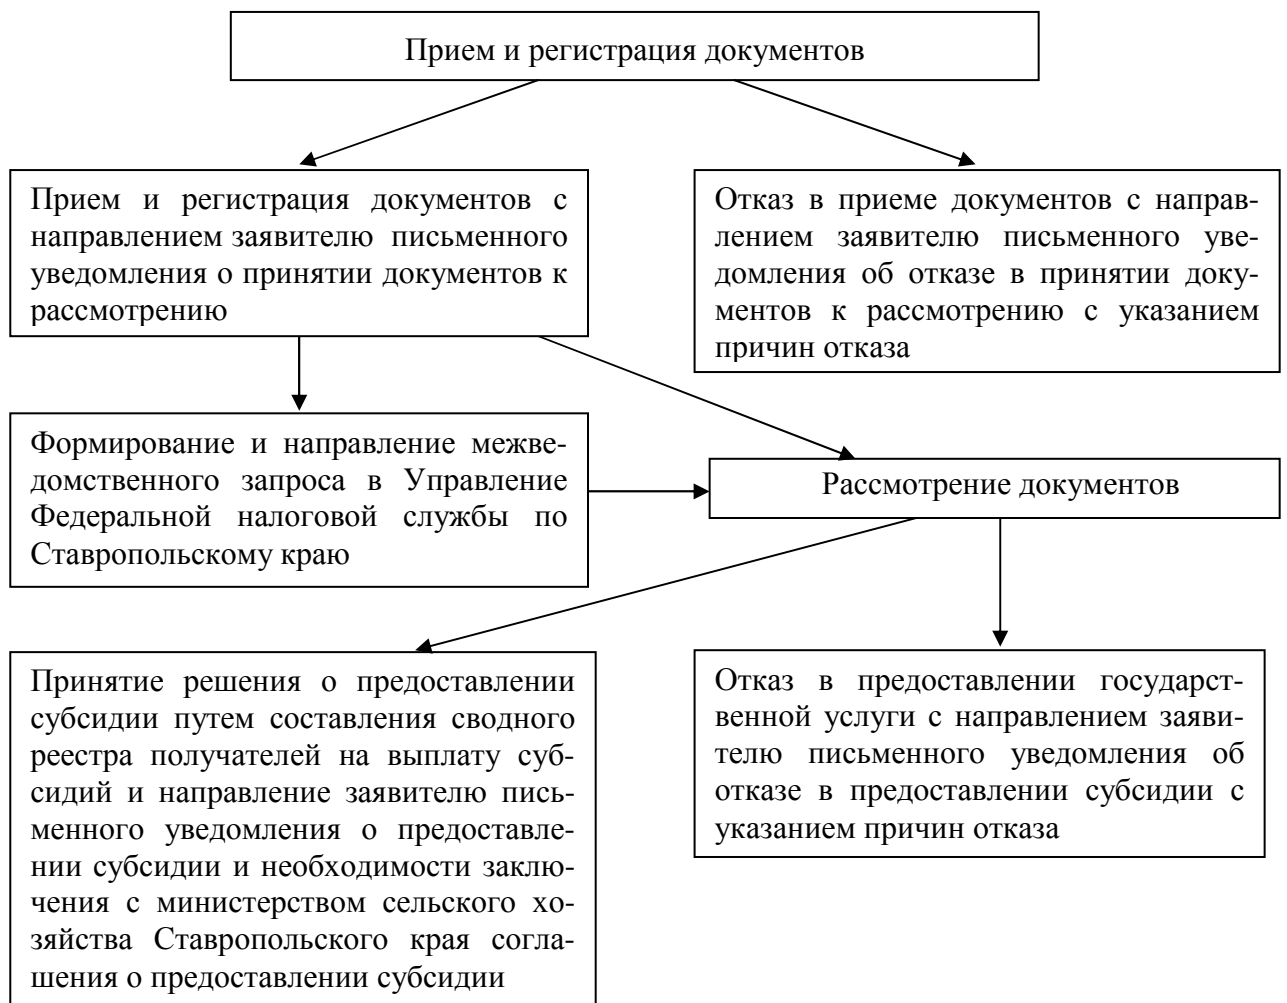 Прием и регистрация документов
Прием и регистрация документов с
направлением заявителю письменного
уведомления о принятии документов к
рассмотрению
Отказ в приеме документов с направ-
лением заявителю письменного уве-
домления об отказе в принятии доку-
ментов к рассмотрению с указанием
причин отказа
Формирование и направление межве-
домственного запроса в Управление
Федеральной налоговой службы по
Ставропольскому краю
Рассмотрение документов
Принятие решения о предоставлении
субсидии путем составления сводного
реестра получателей на выплату суб-
сидий и направление заявителю пись-
менного уведомления о предоставле-
нии субсидии и необходимости заклю-
чения с министерством сельского хо-
зяйства Ставропольского края согла-
шения о предоставлении субсидии
Отказ в предоставлении государст-
венной услуги с направлением заяви-
телю письменного уведомления об
отказе в предоставлении субсидии с
указанием причин отказа